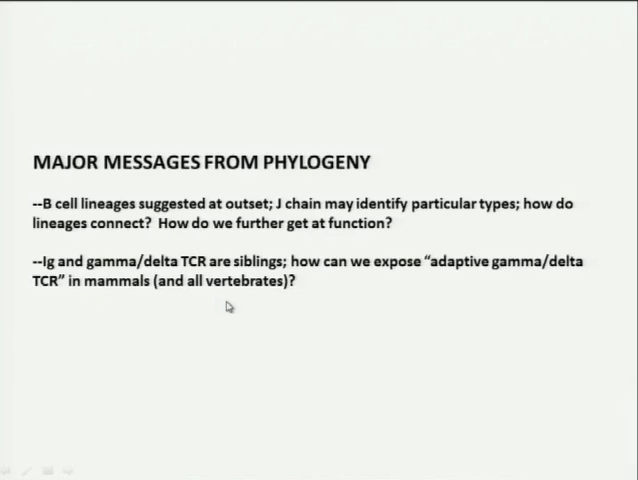 MAJOR MESSAGES FROM PHYLOGENY
--B cell lineages suggested at outset; J chain may identify particular types; how do
lineages connect?  How do we further get at function?
--Ig and gamma/delta TCR are siblings; how can we expose “adaptive gamma/delta
TCR” in mammals (and all vertebrates)?